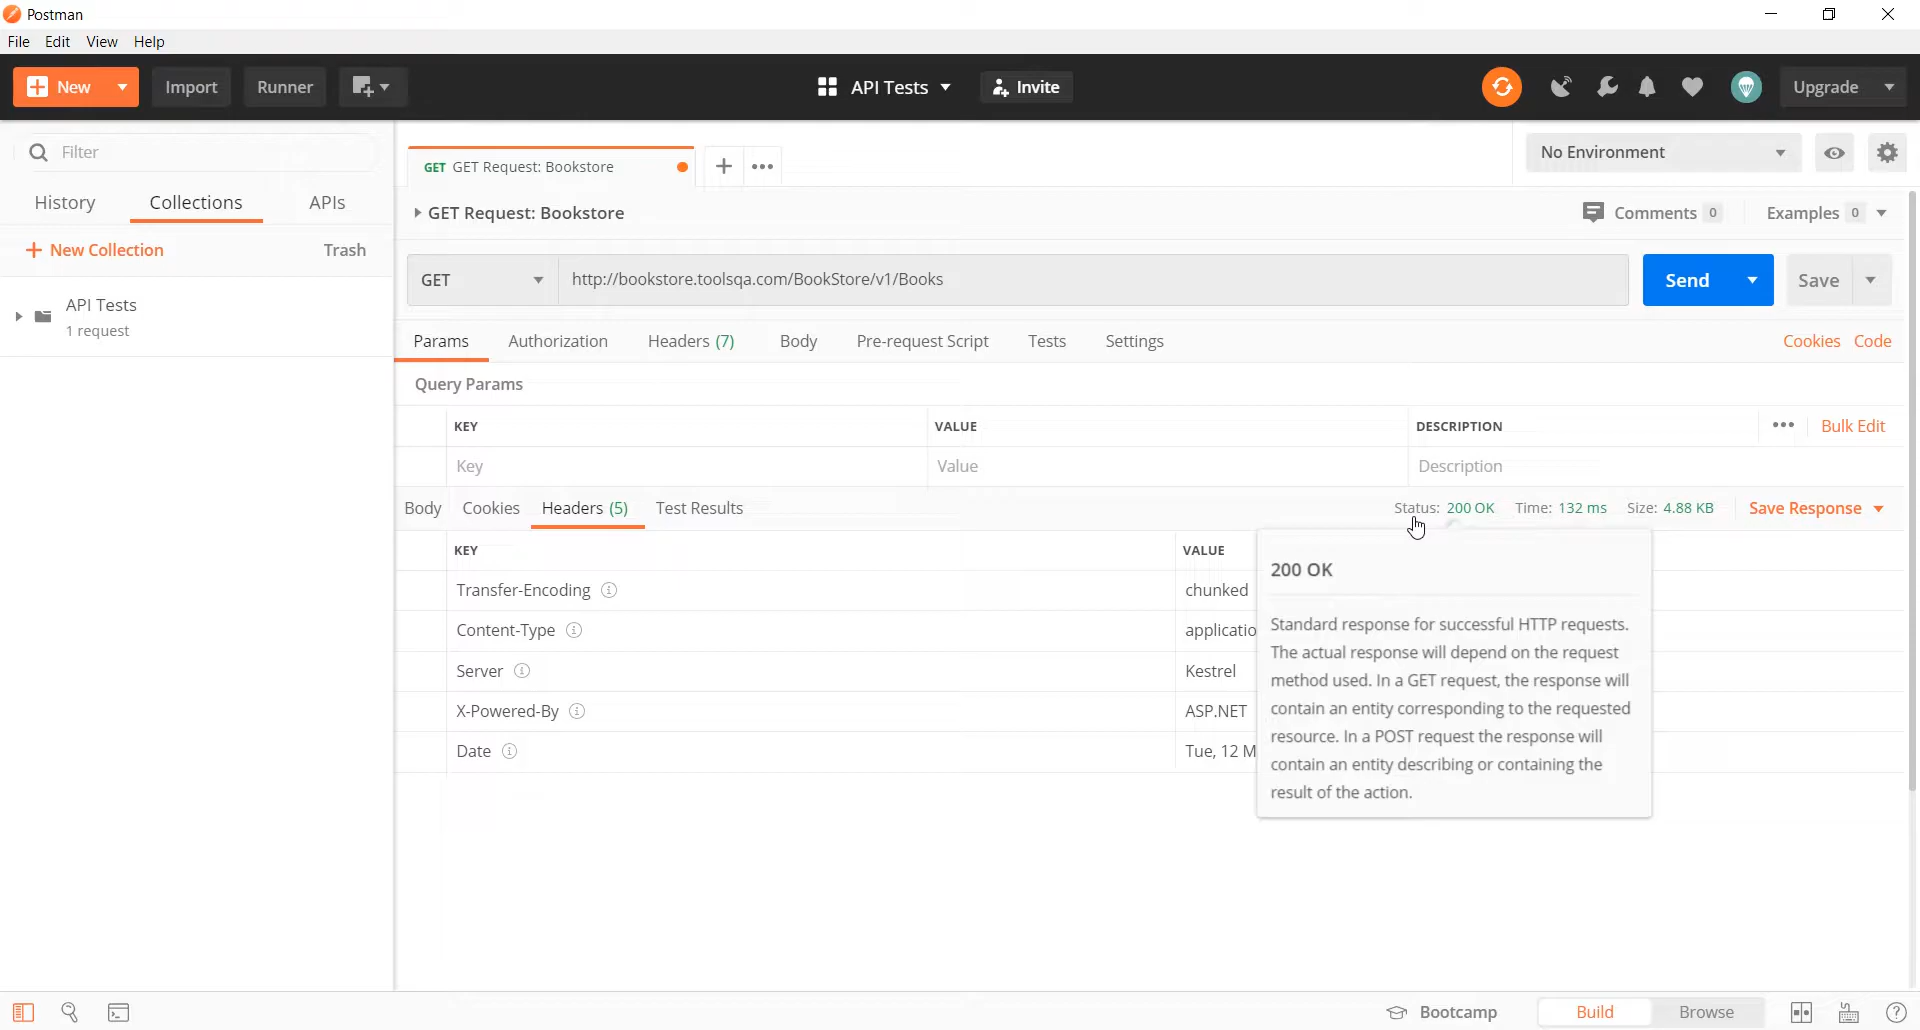 Postman
File Edit View Help
New Import Runner API Tests Invite Upgrade
Filter
History Collections APIs
New Collection Trash
API Tests
1 request
GET GET Request: Bookstore
No Environment
GET Request: Bookstore Comments 0 Examples 0
GET http://bookstore.toolsqa.com/BookStore/v1/Books Send Save
Params Authorization Headers (7) Body Pre-request Script Tests Settings Cookies Code
Query Params
KEY VALUE DESCRIPTION Bulk Edit
Key Value Description
Body Cookies Headers (5) Test Results Status: 200 OK Time: 132 ms Size: 4.88 KB Save Response
KEY VALUE
Transfer-Encoding chunked
Content-Type applicatio
Server Kestrel
X-Powered-By ASP.NET
Date Tue, 12 M
200 OK
Standard response for successful HTTP requests.
The actual response will depend on the request
method used. In a GET request, the response will
contain an entity corresponding to the requested
resource. In a POST request the response will
contain an entity describing or containing the
result of the action.
Bootcamp Build Browse